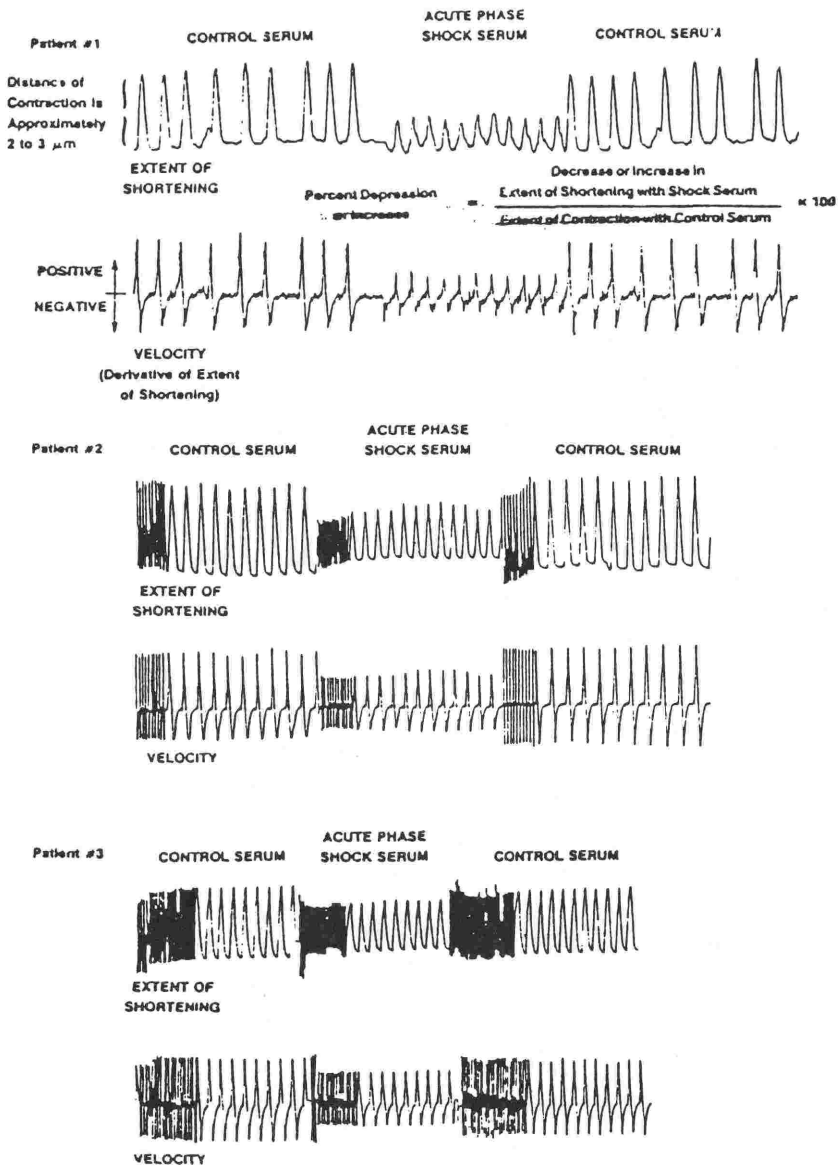 ACUTE PHASE
Patient #1 CONTROL SERUM SHOCK SERUM CONTROL SERUM
Distance of
Contraction is
Approximately
2 to 3 μm
EXTENT OF
SHORTENING
Percent Depression
or Increase
=
Decrease or Increase in
Extent of Shortening with Shock Serum
Extent of Contraction with Control Serum
× 100
POSITIVE
NEGATIVE
VELOCITY
(Derivative of Extent
of Shortening)
ACUTE PHASE
Patient #2 CONTROL SERUM SHOCK SERUM CONTROL SERUM
EXTENT OF
SHORTENING
VELOCITY
ACUTE PHASE
Patient #3 CONTROL SERUM SHOCK SERUM CONTROL SERUM
EXTENT OF
SHORTENING
VELOCITY